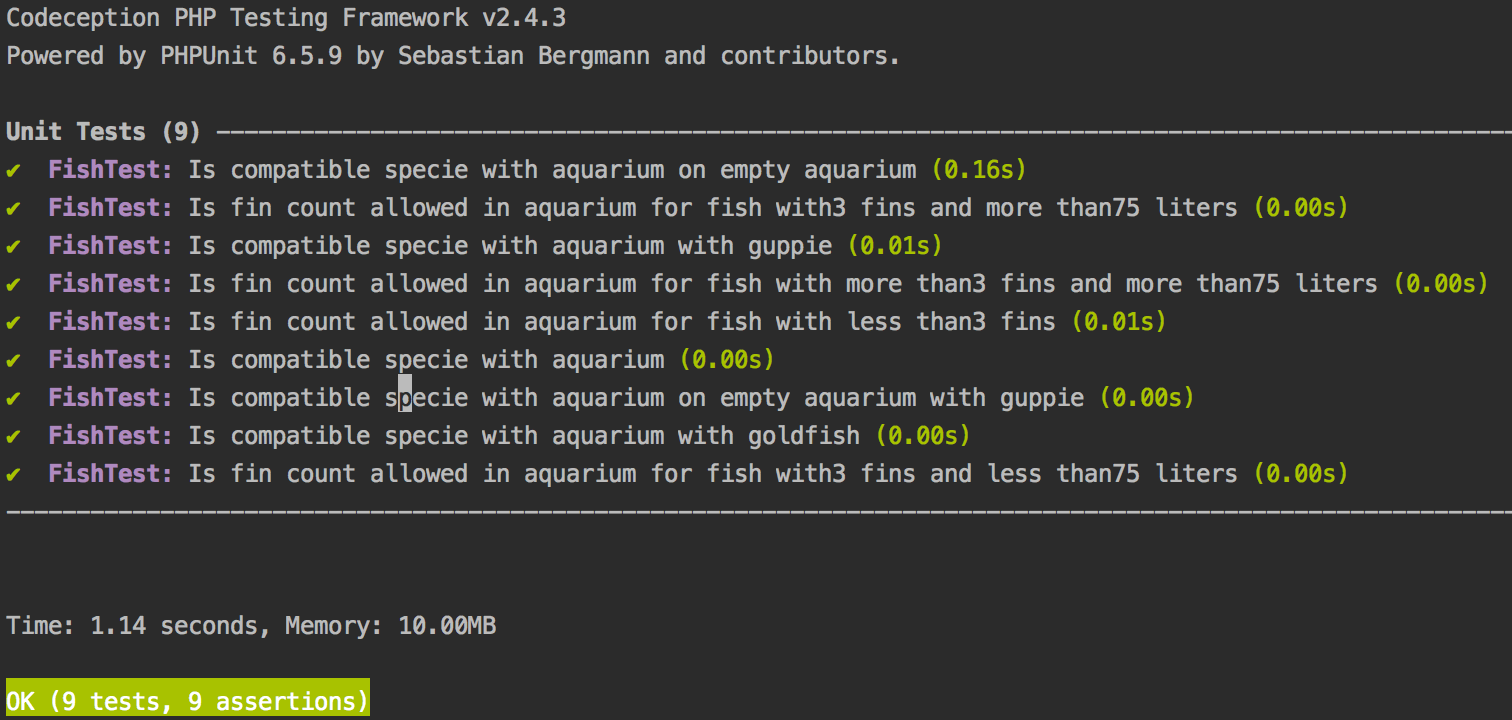 Codeception PHP Testing Framework v2.4.3
Powered by PHPUnit 6.5.9 by Sebastian Bergmann and contributors.
Unit Tests (9) ----------------------------------------------------------------------------------------------
✔ FishTest: Is compatible specie with aquarium on empty aquarium (0.16s)
✔ FishTest: Is fin count allowed in aquarium for fish with3 fins and more than75 liters (0.00s)
✔ FishTest: Is compatible specie with aquarium with guppie (0.01s)
✔ FishTest: Is fin count allowed in aquarium for fish with more than3 fins and more than75 liters (0.00s)
✔ FishTest: Is fin count allowed in aquarium for fish with less than3 fins (0.01s)
✔ FishTest: Is compatible specie with aquarium (0.00s)
✔ FishTest: Is compatible specie with aquarium on empty aquarium with guppie (0.00s)
✔ FishTest: Is compatible specie with aquarium with goldfish (0.00s)
✔ FishTest: Is fin count allowed in aquarium for fish with3 fins and less than75 liters (0.00s)
------------------------------------------------------------------------------------------------------------
Time: 1.14 seconds, Memory: 10.00MB
OK (9 tests, 9 assertions)